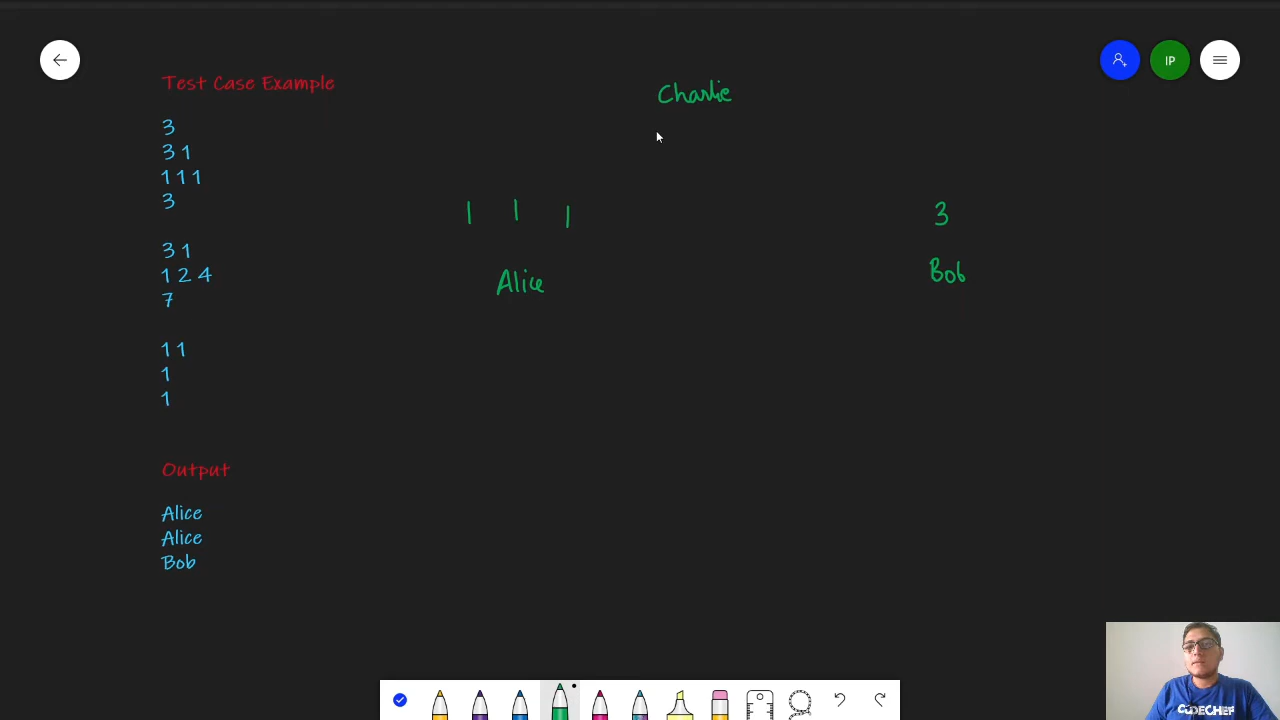 Test Case Example
3
3 1
1 1 1
3
3 1
1 2 4
7
1 1
1
1
Output
Alice
Alice
Bob
Charlie
1 1 1
Alice
3
Bob
IP
CODECHEF